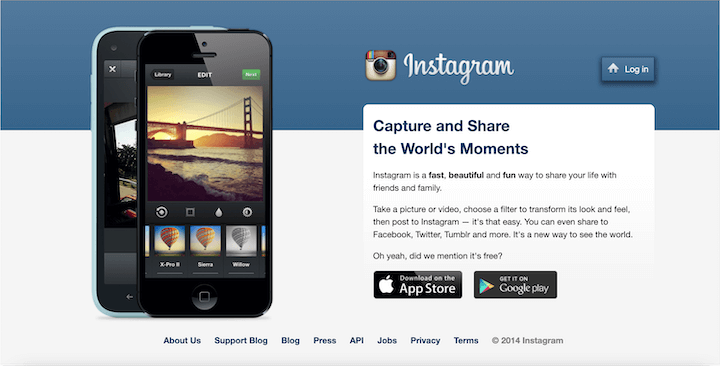 Library EDIT Next
X-Pro II Sierra Willow
Instagram
Log in
Capture and Share
the World's Moments
Instagram is a fast, beautiful and fun way to share your life with
friends and family.
Take a picture or video, choose a filter to transform its look and feel,
then post to Instagram — it's that easy. You can even share to
Facebook, Twitter, Tumblr and more. It's a new way to see the world.
Oh yeah, did we mention it's free?
Download on the
App Store
GET IT ON
Google play
About Us Support Blog Blog Press API Jobs Privacy Terms © 2014 Instagram